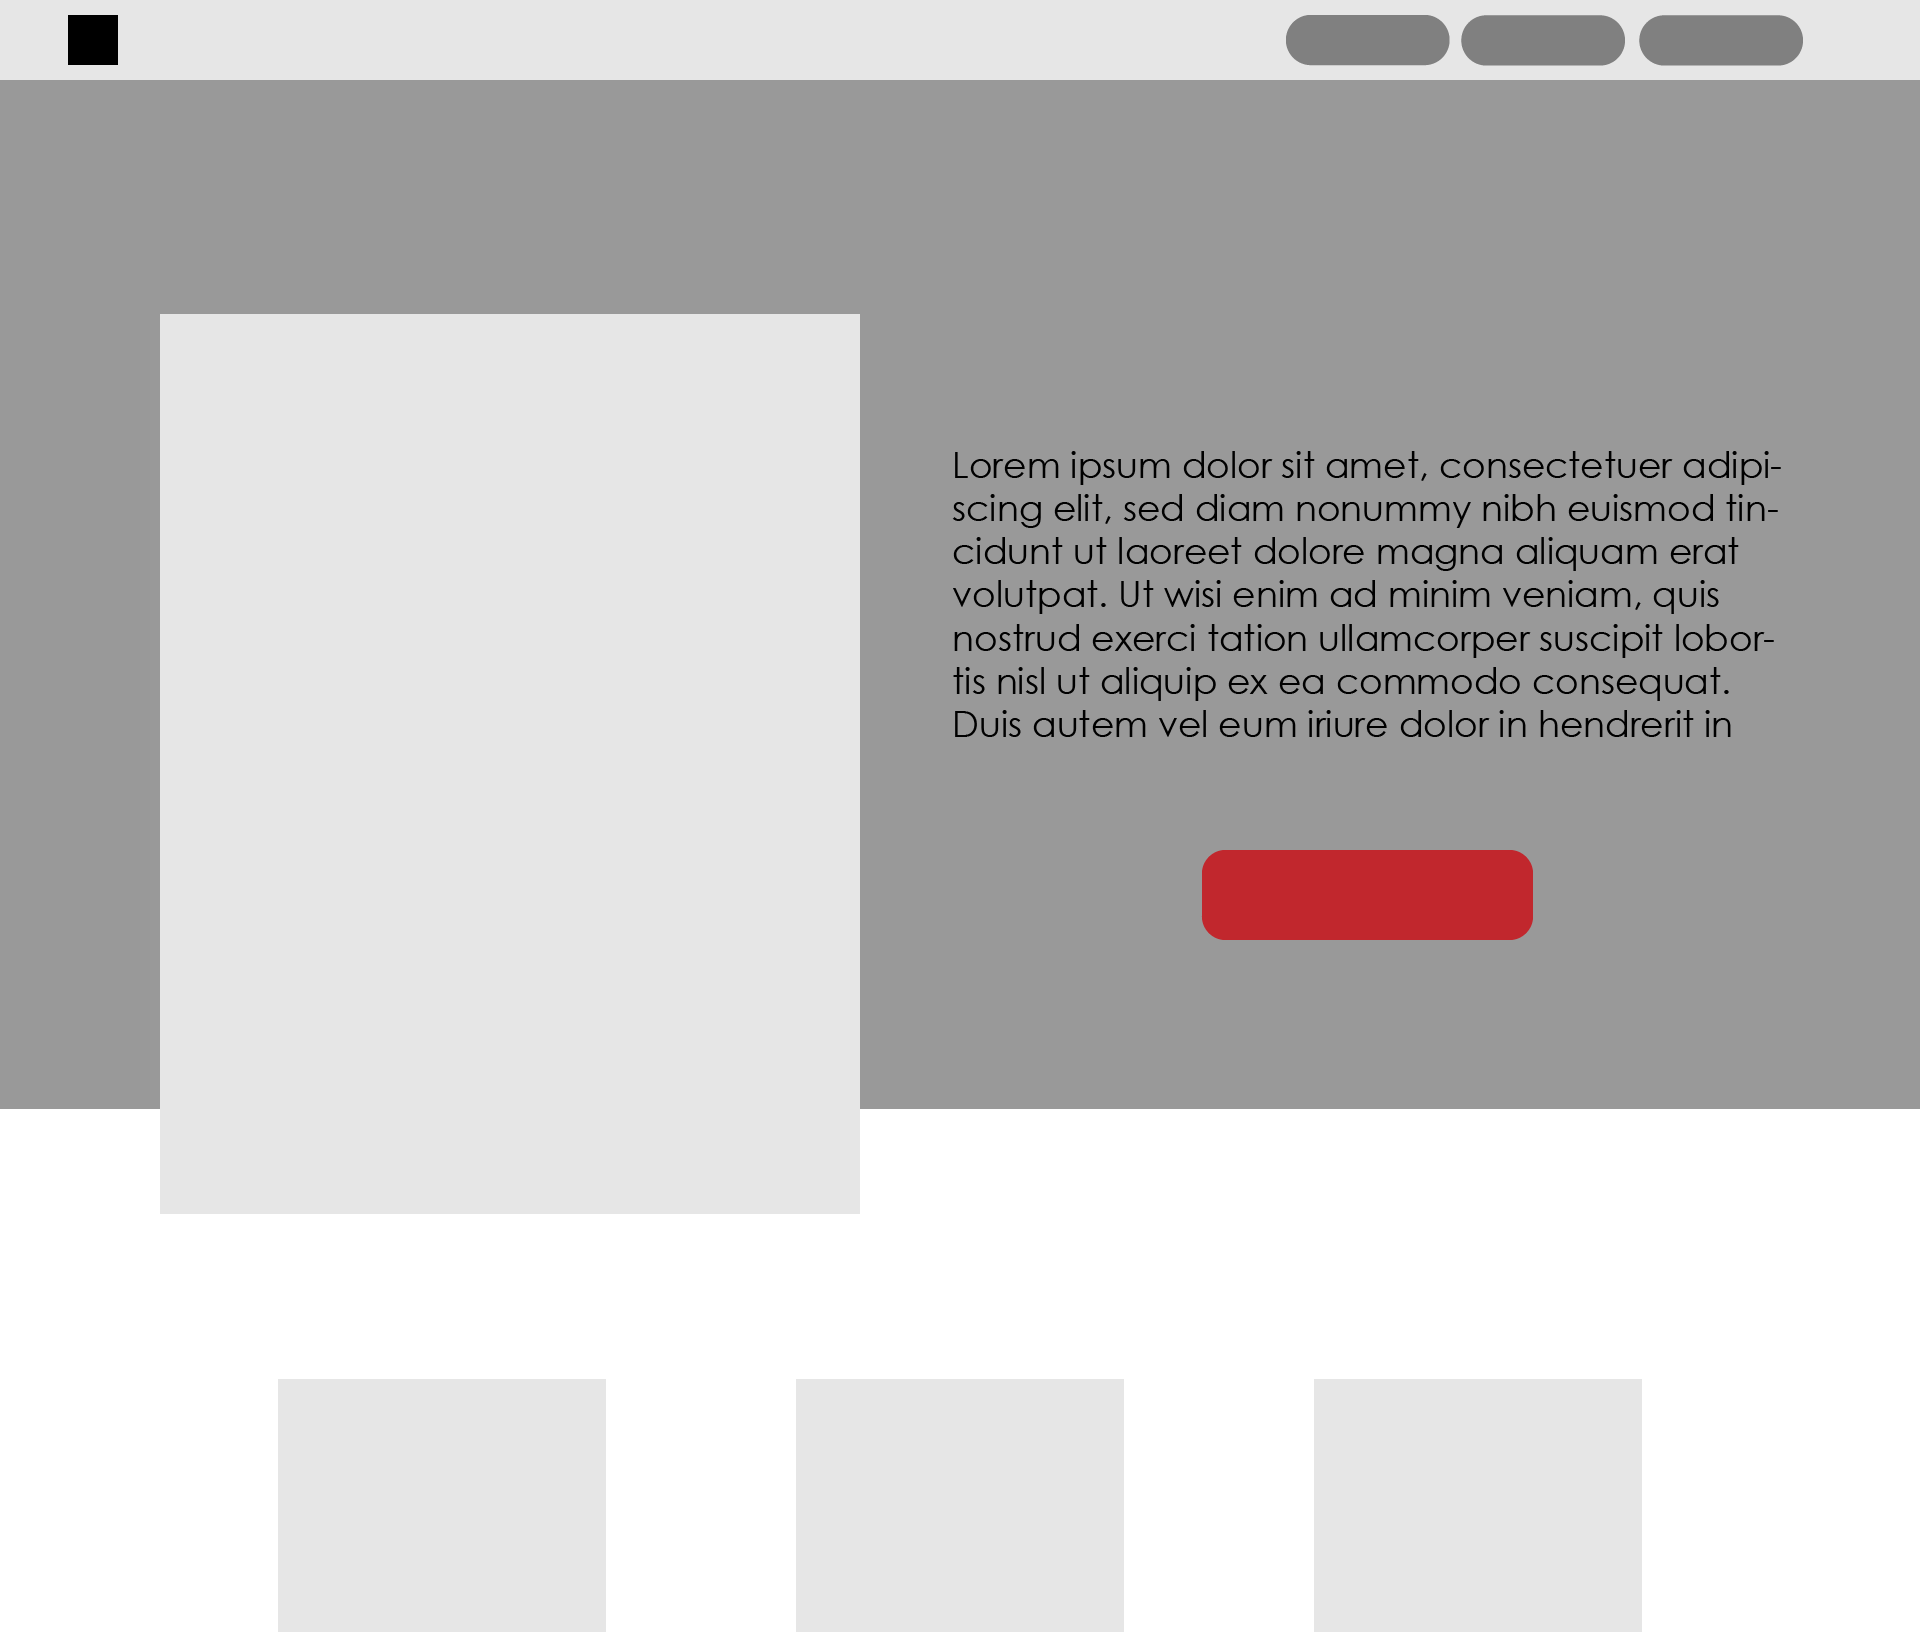 Lorem ipsum dolor sit amet, consectetuer adipi-
scing elit, sed diam nonummy nibh euismod tin-
cidunt ut laoreet dolore magna aliquam erat
volutpat. Ut wisi enim ad minim veniam, quis
nostrud exerci tation ullamcorper suscipit lobor-
tis nisl ut aliquip ex ea commodo consequat.
Duis autem vel eum iriure dolor in hendrerit in